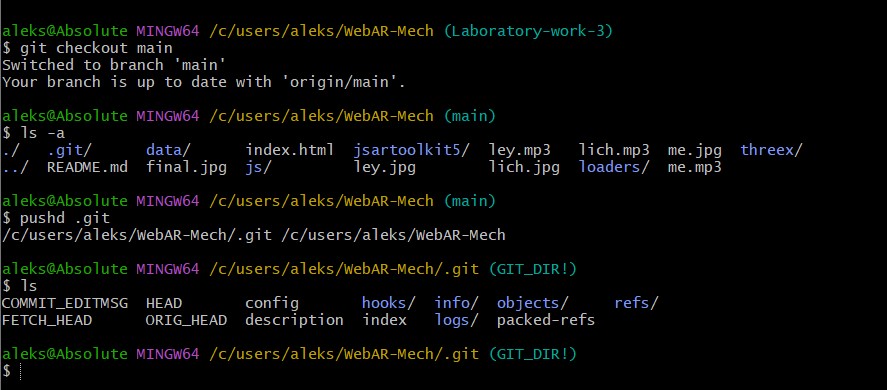 aleks@Absolute MINGW64 /c/users/aleks/WebAR-Mech (Laboratory-work-3)
$ git checkout main
Switched to branch 'main'
Your branch is up to date with 'origin/main'.
aleks@Absolute MINGW64 /c/users/aleks/WebAR-Mech (main)
$ ls -a
./ .git/ data/ index.html jsartoolkit5/ ley.mp3 lich.mp3 me.jpg threex/
../ README.md final.jpg js/ ley.jpg lich.jpg loaders/ me.mp3
aleks@Absolute MINGW64 /c/users/aleks/WebAR-Mech (main)
$ pushd .git
/c/users/aleks/WebAR-Mech/.git /c/users/aleks/WebAR-Mech
aleks@Absolute MINGW64 /c/users/aleks/WebAR-Mech/.git (GIT_DIR!)
$ ls
COMMIT_EDITMSG HEAD config hooks/ info/ objects/ refs/
FETCH_HEAD ORIG_HEAD description index logs/ packed-refs
aleks@Absolute MINGW64 /c/users/aleks/WebAR-Mech/.git (GIT_DIR!)
$